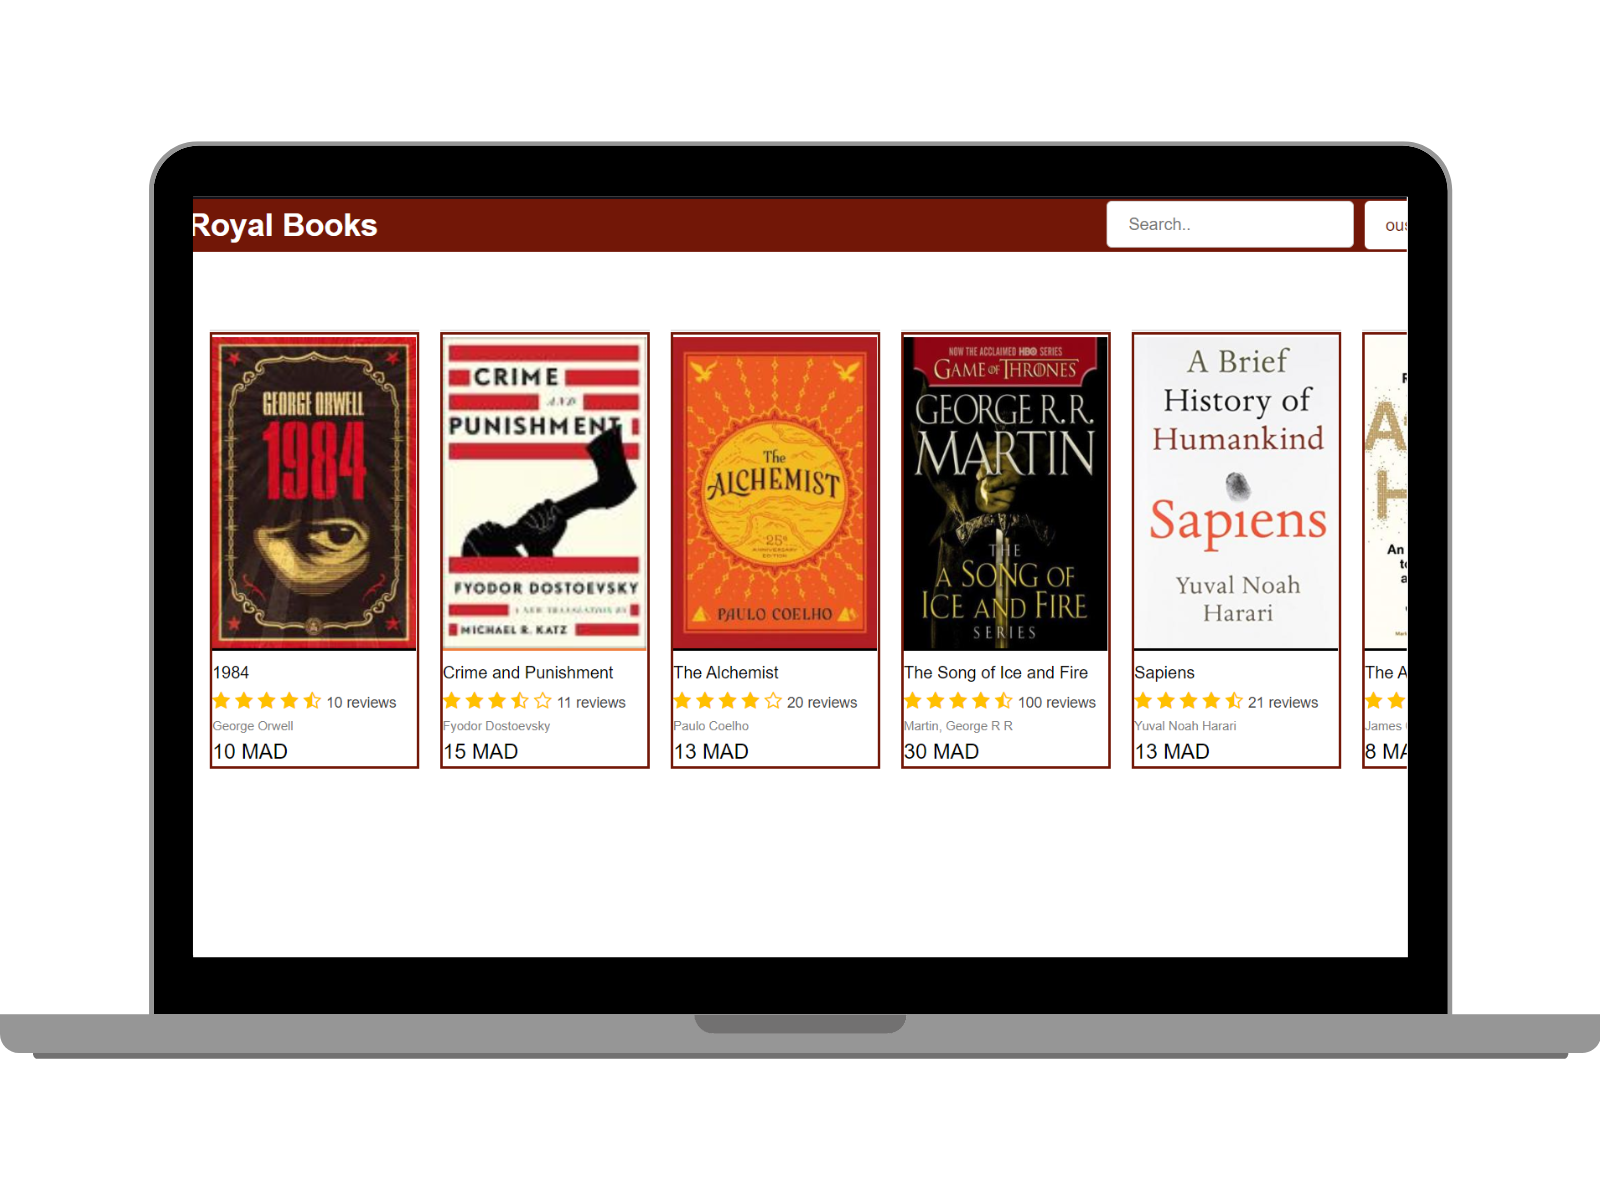 Royal Books
Search..
ous
GEORGE ORWELL
1984
CRIME
AND
PUNISHMENT
FYODOR DOSTOEVSKY
A NEW TRANSLATION BY
MICHAEL R. KATZ
The
ALCHEMIST
25th
ANNIVERSARY
EDITION
PAULO COELHO
NOW THE ACCLAIMED HBO SERIES
GAME OF THRONES
GEORGE R.R.
MARTIN
THE
A SONG OF
ICE AND FIRE
SERIES
A Brief
History of
Humankind
Sapiens
Yuval Noah
Harari
An
1984
10 reviews
George Orwell
10 MAD
Crime and Punishment
11 reviews
Fyodor Dostoevsky
15 MAD
The Alchemist
20 reviews
Paulo Coelho
13 MAD
The Song of Ice and Fire
100 reviews
Martin, George R R
30 MAD
Sapiens
21 reviews
Yuval Noah Harari
13 MAD
The A
James
8 MA